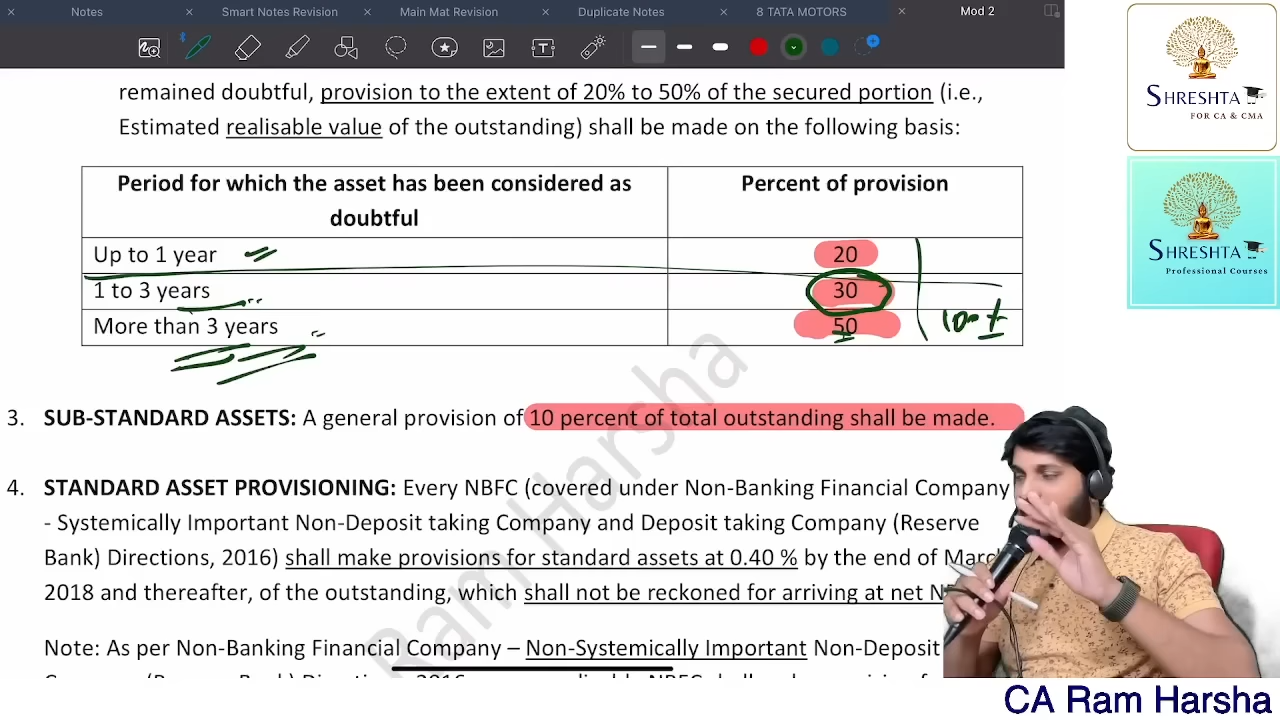 Notes
Smart Notes Revision
Main Mat Revision
Duplicate Notes
8 TATA MOTORS
Mod 2
remained doubtful, provision to the extent of 20% to 50% of the secured portion (i.e.,
Estimated realisable value of the outstanding) shall be made on the following basis:
Period for which the asset has been considered as
doubtful
Percent of provision
Up to 1 year
20
1 to 3 years
30
More than 3 years
50
3. SUB-STANDARD ASSETS: A general provision of 10 percent of total outstanding shall be made.
4. STANDARD ASSET PROVISIONING: Every NBFC (covered under Non-Banking Financial Company
- Systemically Important Non-Deposit taking Company and Deposit taking Company (Reserve
Bank) Directions, 2016) shall make provisions for standard assets at 0.40 % by the end of March
2018 and thereafter, of the outstanding, which shall not be reckoned for arriving at net
Note: As per Non-Banking Financial Company – Non-Systemically Important Non-Deposit
Ram Harsha
SHRESHTA
FOR CA & CMA
SHRESHTA
Professional Courses
CA Ram Harsha